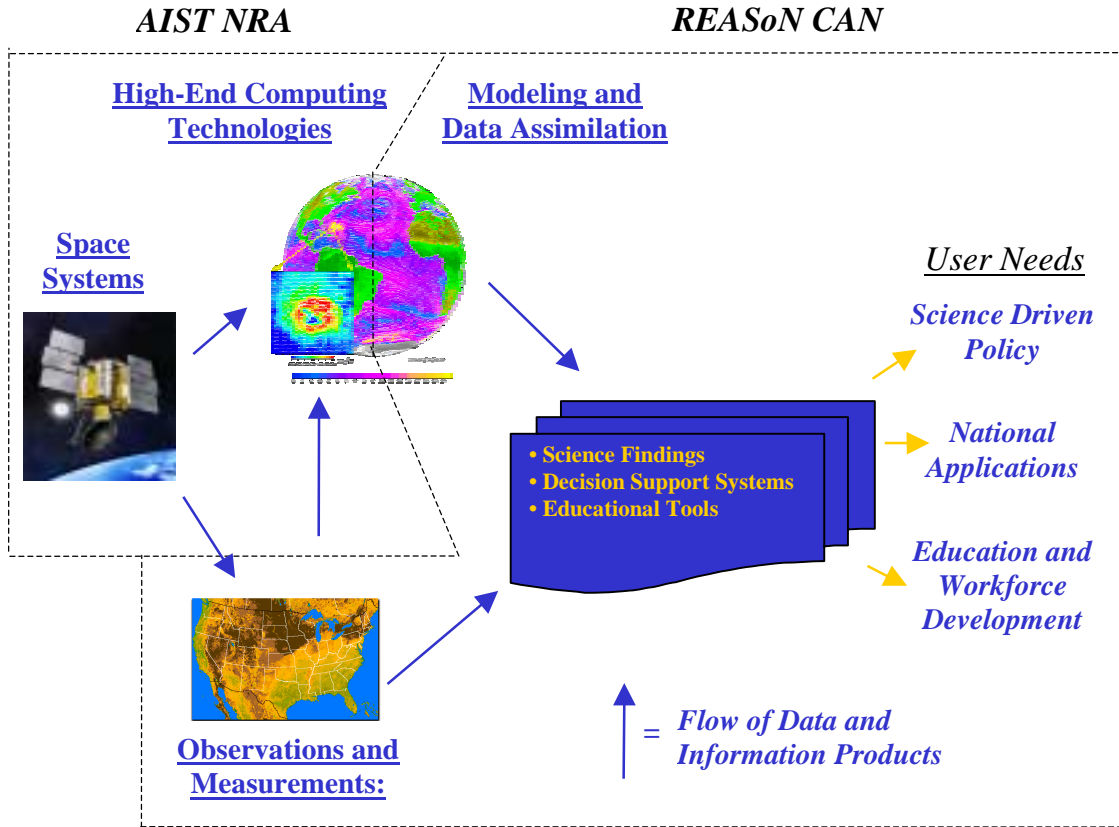 AIST NRA
REASoN CAN
High-End Computing
Technologies
Modeling and
Data Assimilation
Space
Systems
User Needs
Science Driven
Policy
National
Applications
Education and
Workforce
Development
• Science Findings
• Decision Support Systems
• Educational Tools
Observations and
Measurements:
= Flow of Data and
Information Products